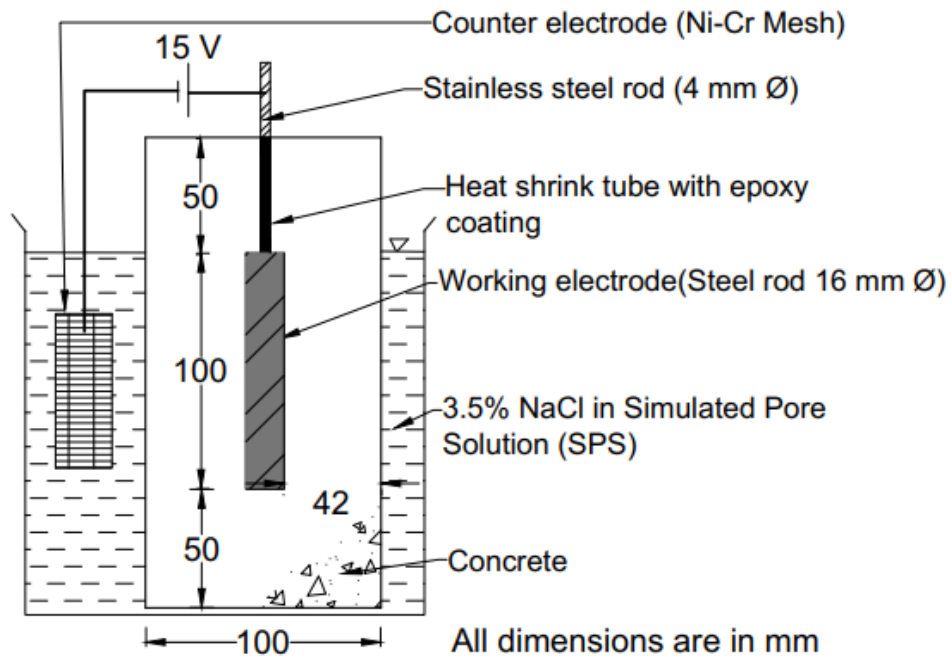 Counter electrode (Ni-Cr Mesh)
15 V
Stainless steel rod (4 mm Ø)
50
Heat shrink tube with epoxy
coating
Working electrode(Steel rod 16 mm Ø)
100
3.5% NaCl in Simulated Pore
Solution (SPS)
42
50
Concrete
100
All dimensions are in mm